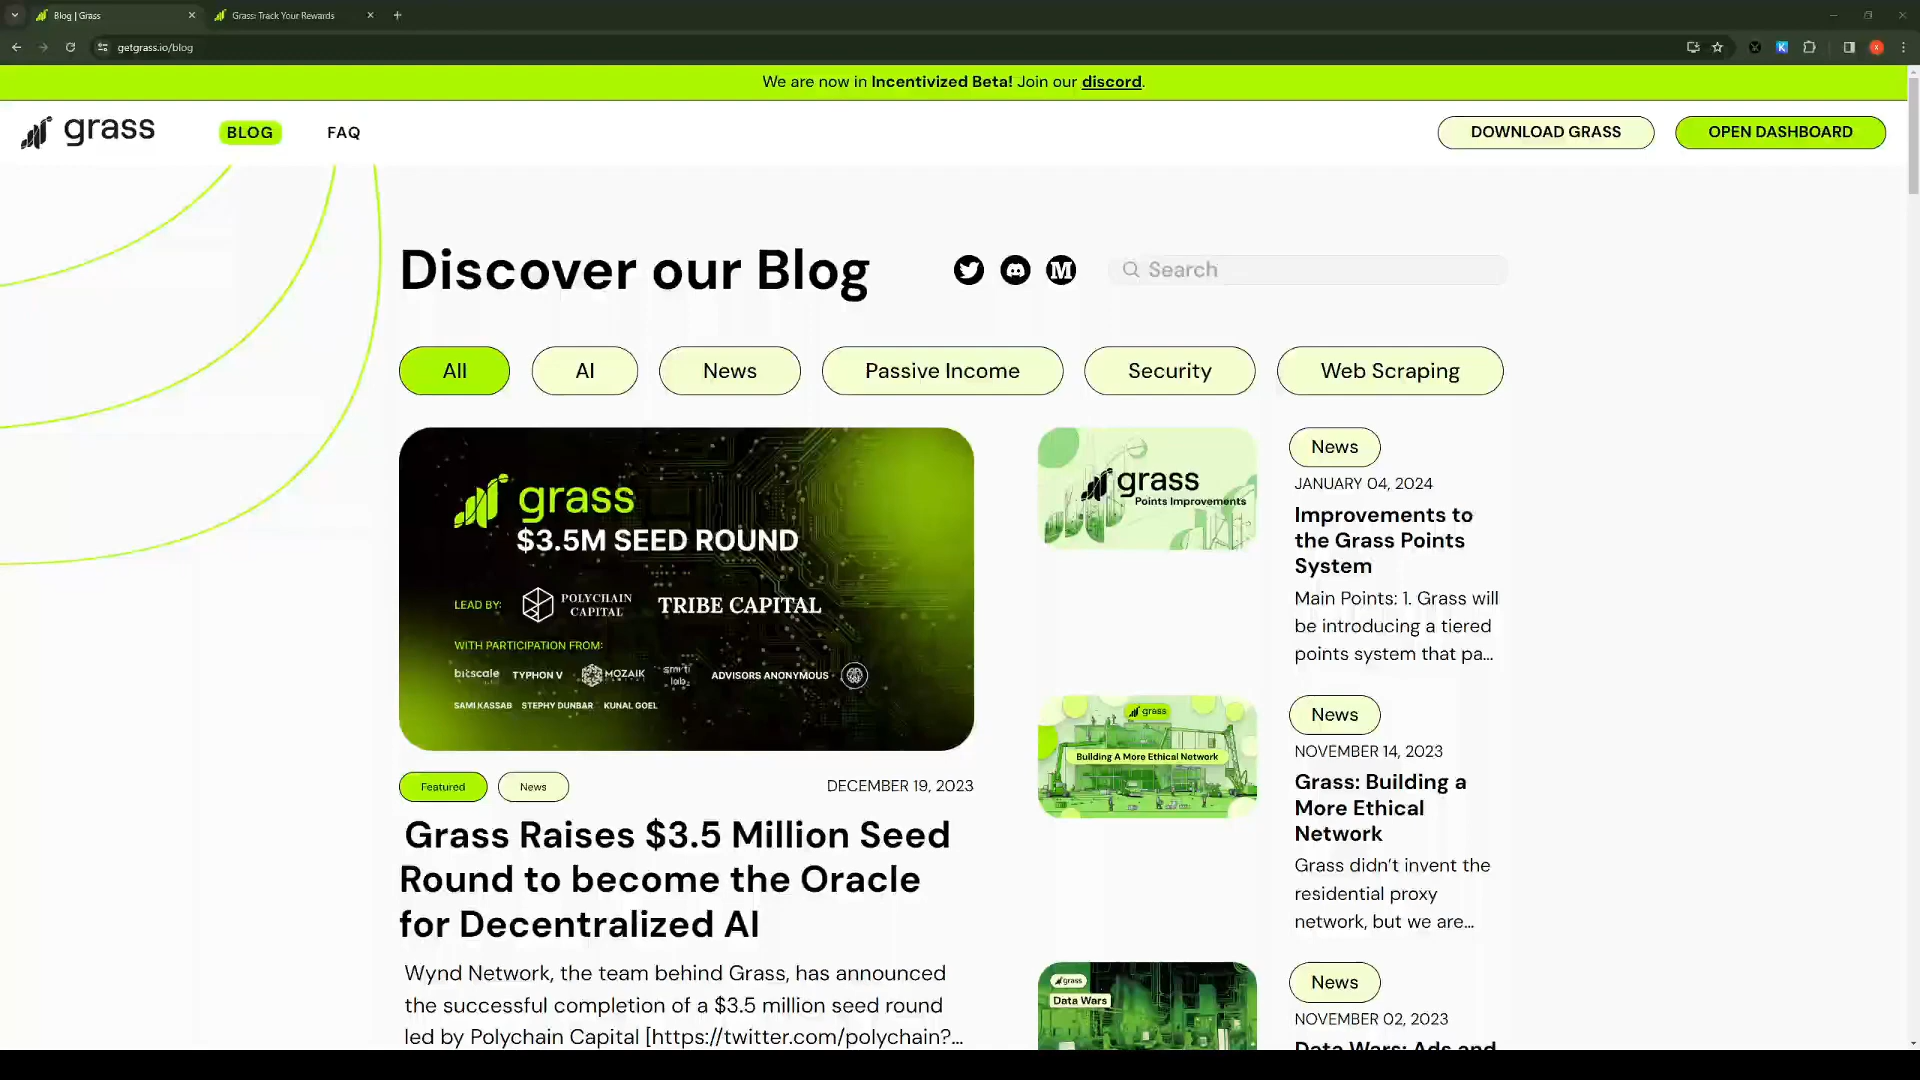 Blog | Grass
Grass: Track Your Rewards
getgrass.io/blog
We are now in Incentivized Beta! Join our discord.
grass
BLOG
FAQ
DOWNLOAD GRASS
OPEN DASHBOARD
Discover our Blog
Search
All
AI
News
Passive Income
Security
Web Scraping
grass
$3.5M SEED ROUND
LEAD BY:
POLYCHAIN
CAPITAL
TRIBE CAPITAL
WITH PARTICIPATION FROM:
bitscale
TYPHON V
MOZAIK
ADVISORS ANONYMOUS
SAMI KASSAB
STEPHY DUNBAR
KUNAL GOEL
Featured
News
DECEMBER 19, 2023
Grass Raises $3.5 Million Seed
Round to become the Oracle
for Decentralized AI
Wynd Network, the team behind Grass, has announced
the successful completion of a $3.5 million seed round
led by Polychain Capital [https://twitter.com/polychain?...
grass
Points Improvements
News
JANUARY 04, 2024
Improvements to
the Grass Points
System
Main Points: 1. Grass will
be introducing a tiered
points system that pa...
grass
Building A More Ethical Network
News
NOVEMBER 14, 2023
Grass: Building a
More Ethical
Network
Grass didn't invent the
residential proxy
network, but we are...
grass
Data Wars
News
NOVEMBER 02, 2023
Data Wars: Ads and